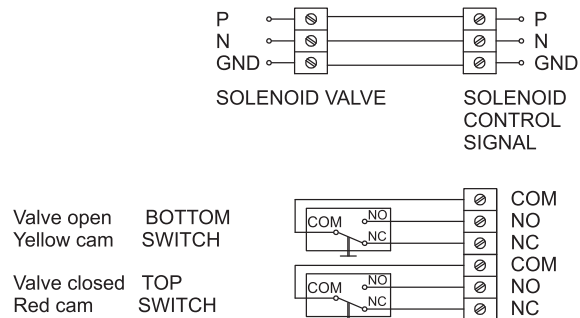 P P
N N
GND GND
SOLENOID VALVE
SOLENOID
CONTROL
SIGNAL
Valve open BOTTOM
Yellow cam SWITCH
COM NO
NC
COM
NO
NC
Valve closed TOP
Red cam SWITCH
COM NO
NC
COM
NO
NC